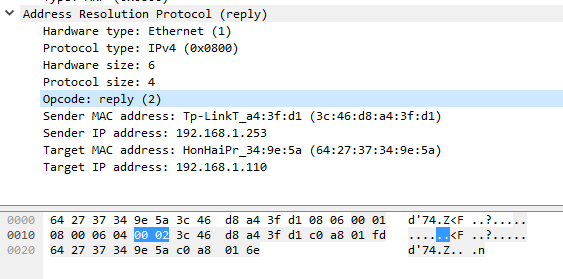 Address Resolution Protocol (reply)
Hardware type: Ethernet (1)
Protocol type: IPv4 (0x0800)
Hardware size: 6
Protocol size: 4
Opcode: reply (2)
Sender MAC address: Tp-LinkT_a4:3f:d1 (3c:46:d8:a4:3f:d1)
Sender IP address: 192.168.1.253
Target MAC address: HonHaiPr_34:9e:5a (64:27:37:34:9e:5a)
Target IP address: 192.168.1.110
0000 64 27 37 34 9e 5a 3c 46 d8 a4 3f d1 08 06 00 01 d'74.Z<F ..?.....
0010 08 00 06 04 00 02 3c 46 d8 a4 3f d1 c0 a8 01 fd ......<F ..?.....
0020 64 27 37 34 9e 5a c0 a8 01 6e d'74.Z.. .n